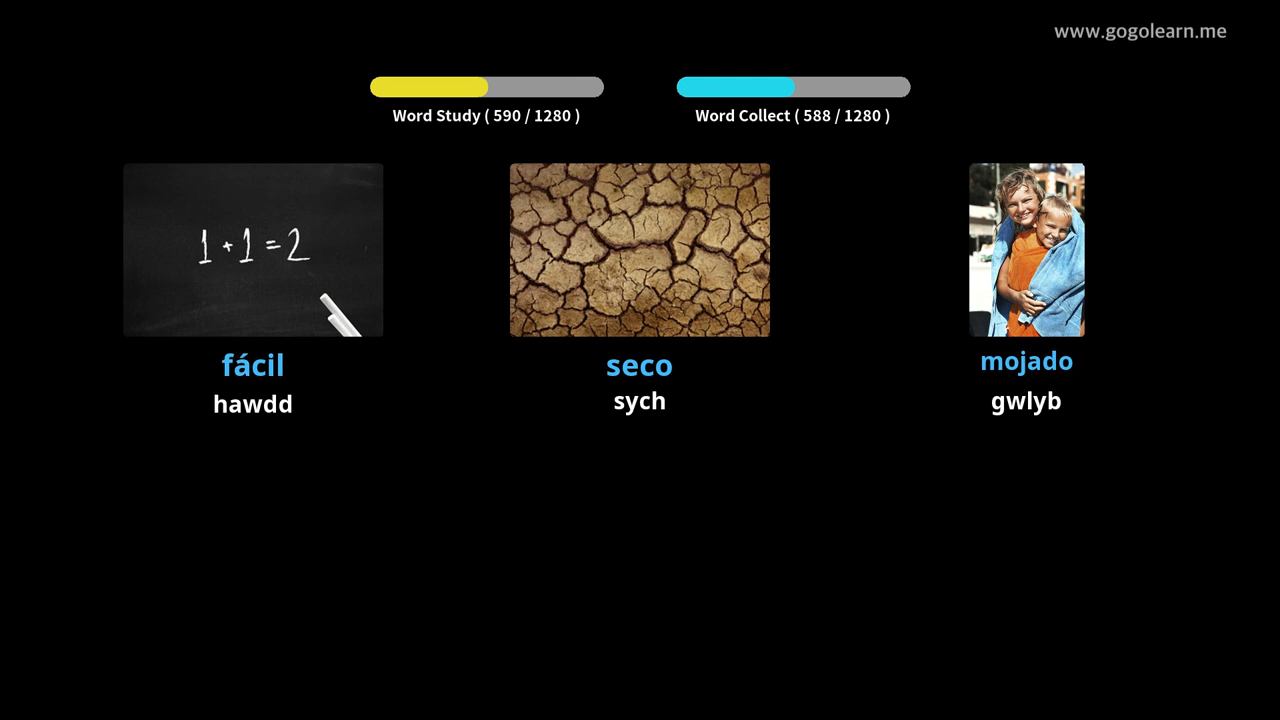 www.gogolearn.me
Word Study ( 590 / 1280 )
Word Collect ( 588 / 1280 )
1 + 1 = 2
fácil
hawdd
seco
sych
mojado
gwlyb